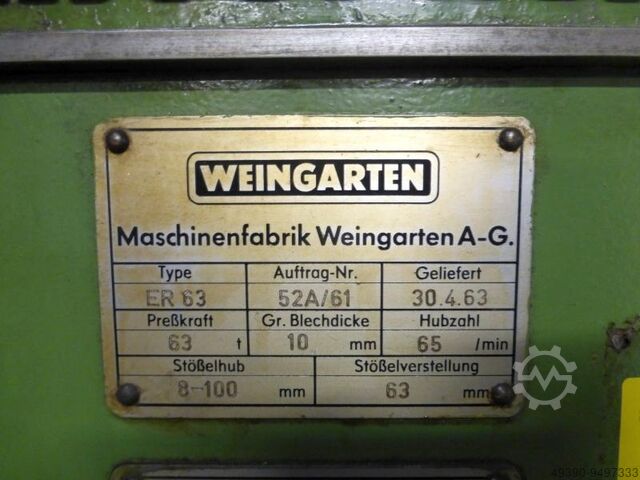 WEINGARTEN
Maschinenfabrik Weingarten A-G.
Type Auftrag-Nr. Geliefert
ER 63 52A/61 30.4.63
Preßkraft Gr. Blechdicke Hubzahl
63 t 10 mm 65 /min
Stößelhub Stößelverstellung
8-100 mm 63 mm
49390-9497333